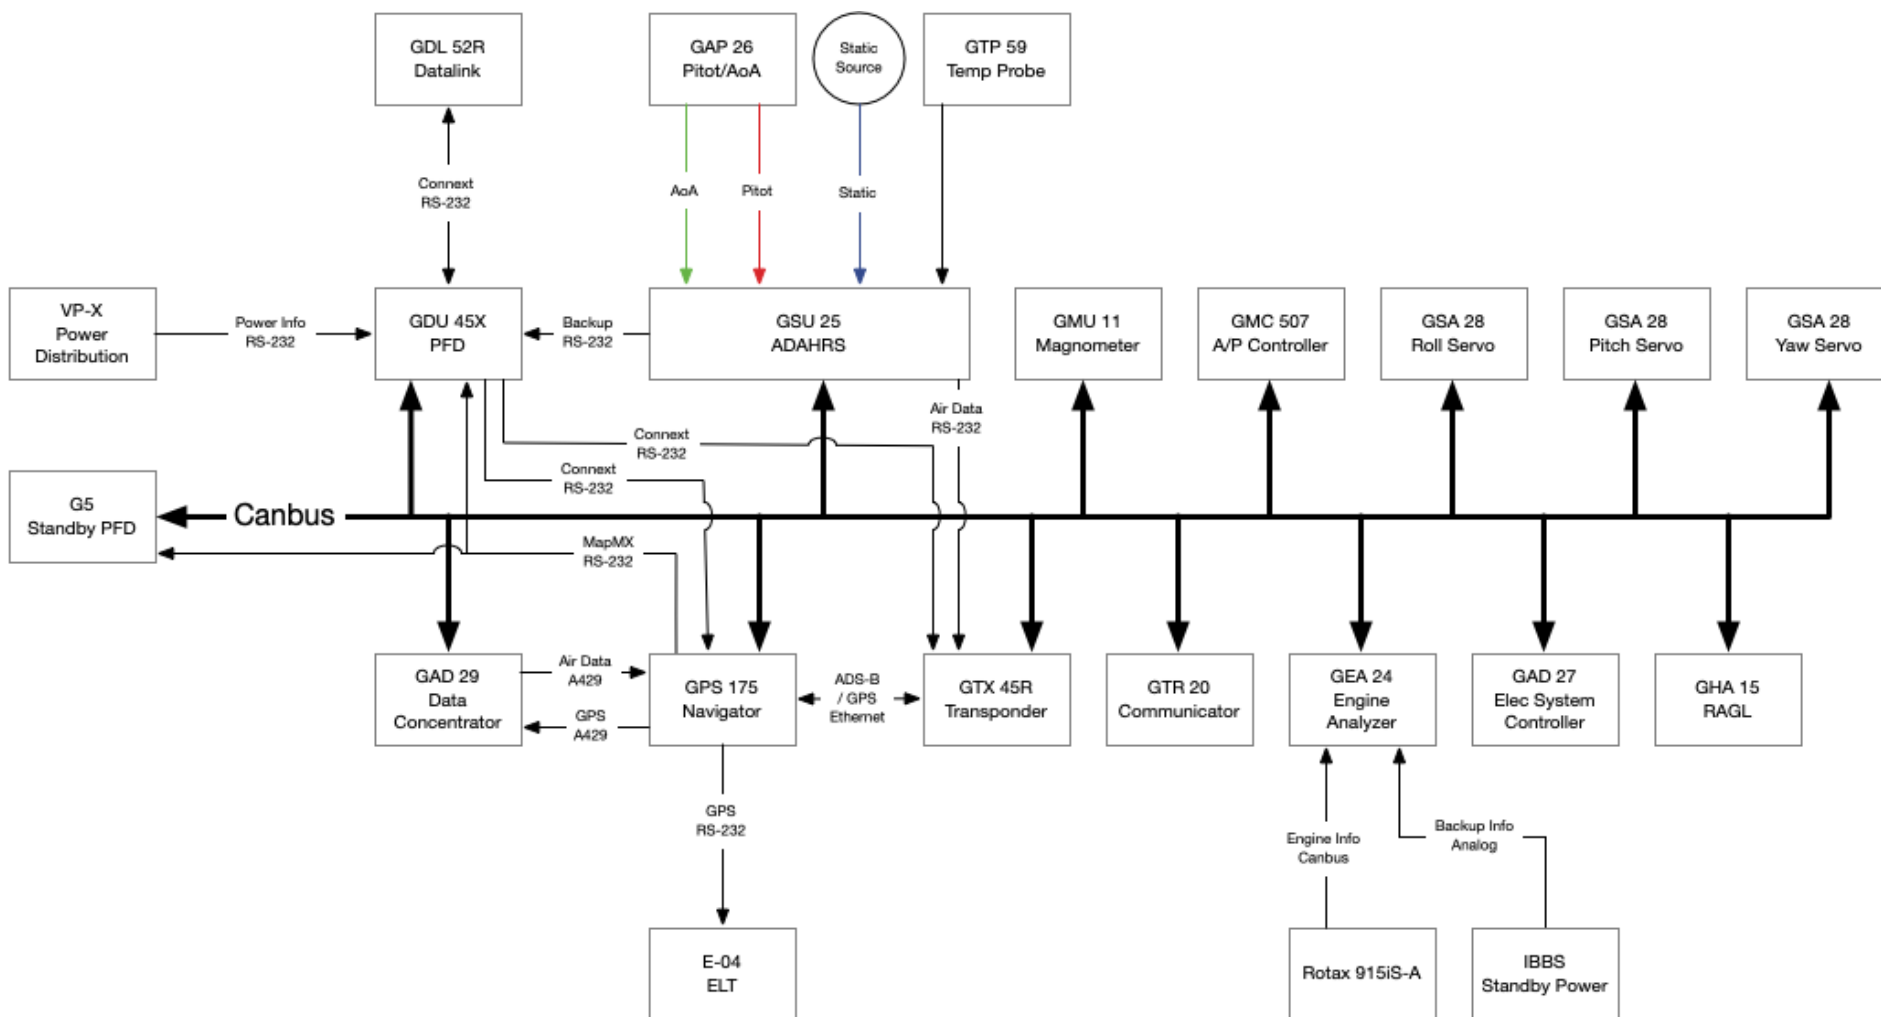 GDL 52R
Datalink
GAP 26
Pitot/AoA
Static
Source
GTP 59
Temp Probe
Connext
RS-232
AoA
Pitot
Static
VP-X
Power
Distribution
Power Info
RS-232
GDU 45X
PFD
Backup
RS-232
GSU 25
ADAHRS
GMU 11
Magnometer
GMC 507
A/P Controller
GSA 28
Roll Servo
GSA 28
Pitch Servo
GSA 28
Yaw Servo
Air Data
RS-232
Connext
RS-232
Connext
RS-232
G5
Standby PFD
Canbus
MapMX
RS-232
GAD 29
Data
Concentrator
Air Data
A429
GPS
A429
GPS 175
Navigator
ADS-B
/ GPS
Ethernet
GTX 45R
Transponder
GTR 20
Communicator
GEA 24
Engine
Analyzer
GAD 27
Elec System
Controller
GHA 15
RAGL
GPS
RS-232
Engine Info
Canbus
Backup Info
Analog
E-04
ELT
Rotax 915iS-A
IBBS
Standby Power